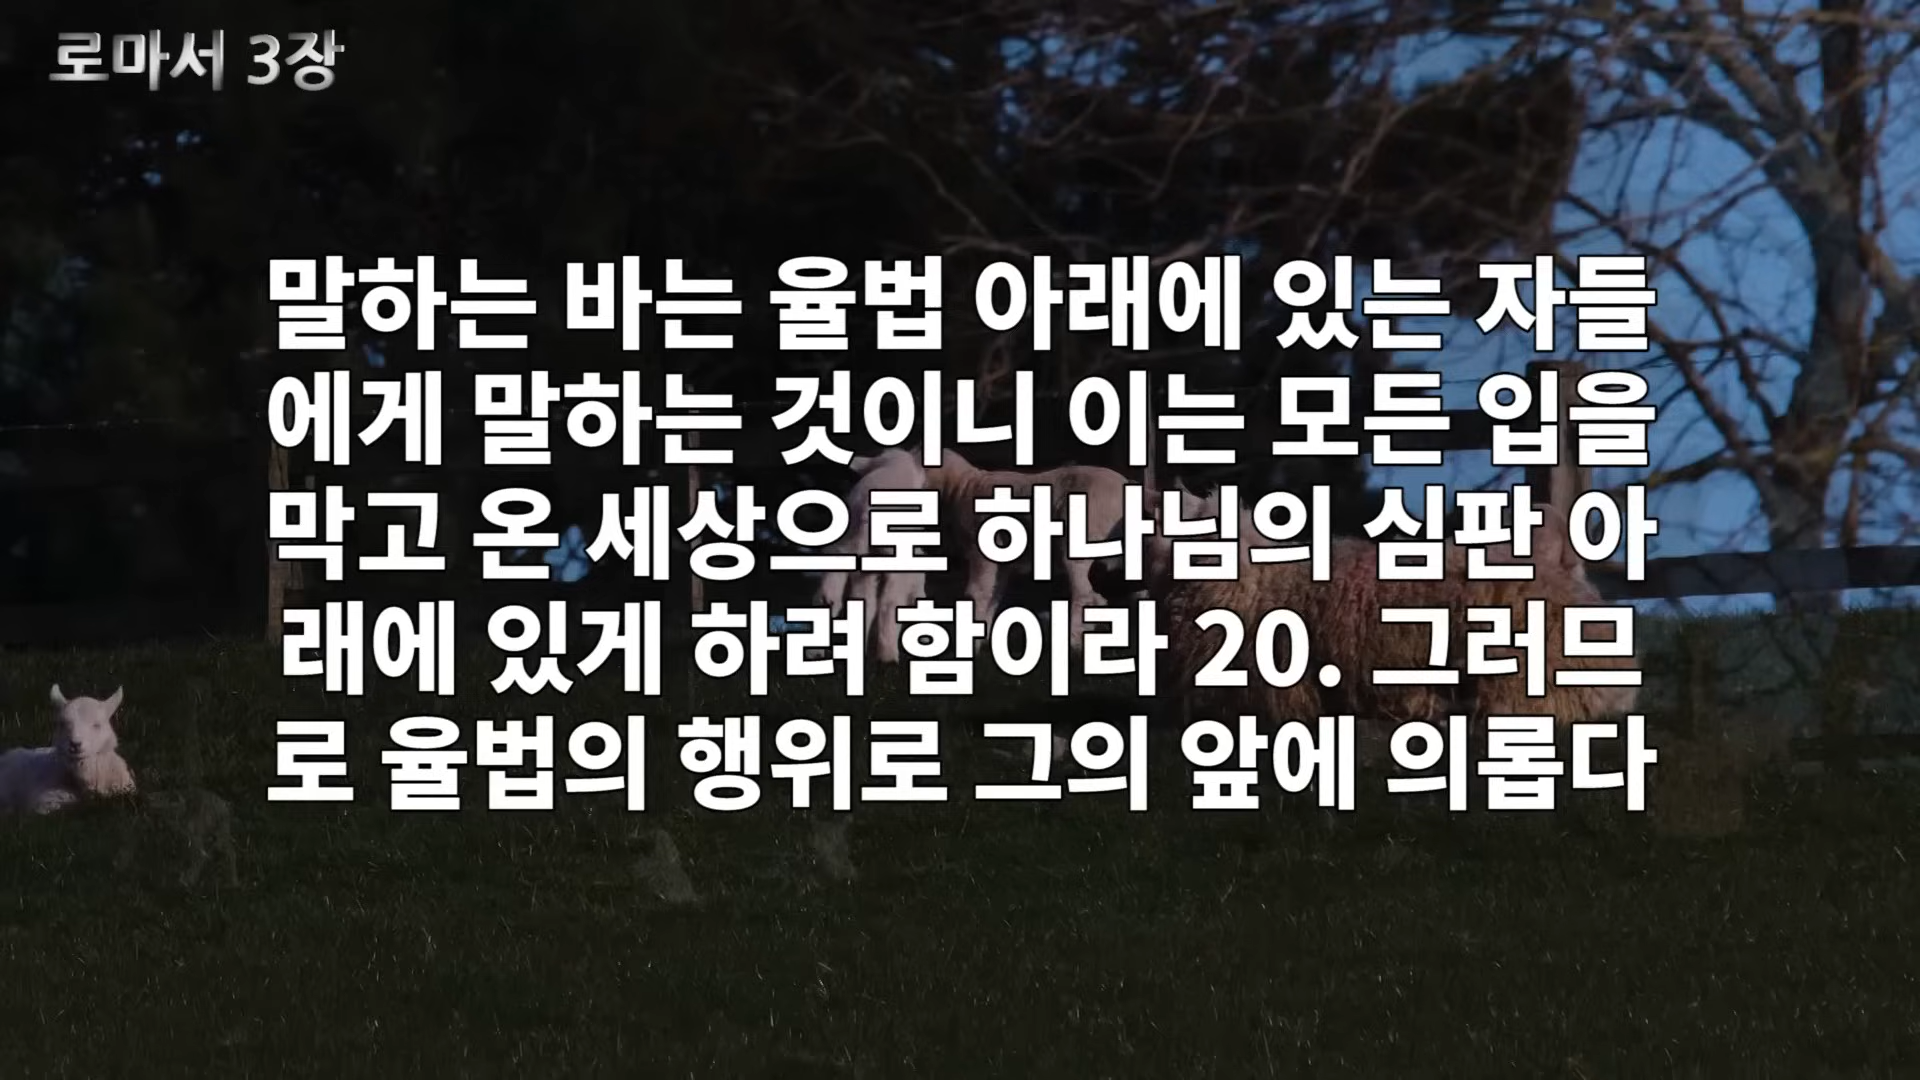 로마서 3장
말하는 바는 율법 아래에 있는 자들
에게 말하는 것이니 이는 모든 입을
막고 온 세상으로 하나님의 심판 아
래에 있게 하려 함이라 20. 그러므
로 율법의 행위로 그의 앞에 의롭다